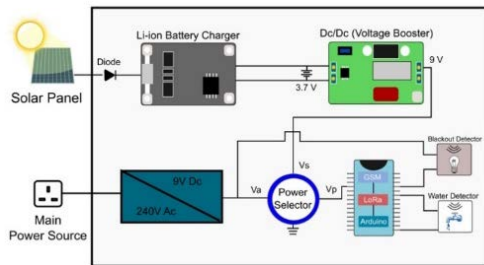 Li-ion Battery Charger
Dc/Dc (Voltage Booster)
Diode
9 V
3.7 V
Solar Panel
Blackout Detector
9V Dc
240V Ac
Vs
Va
Power
Selector
Vp
GSM
LoRa
Arduino
Water Detector
Main
Power Source